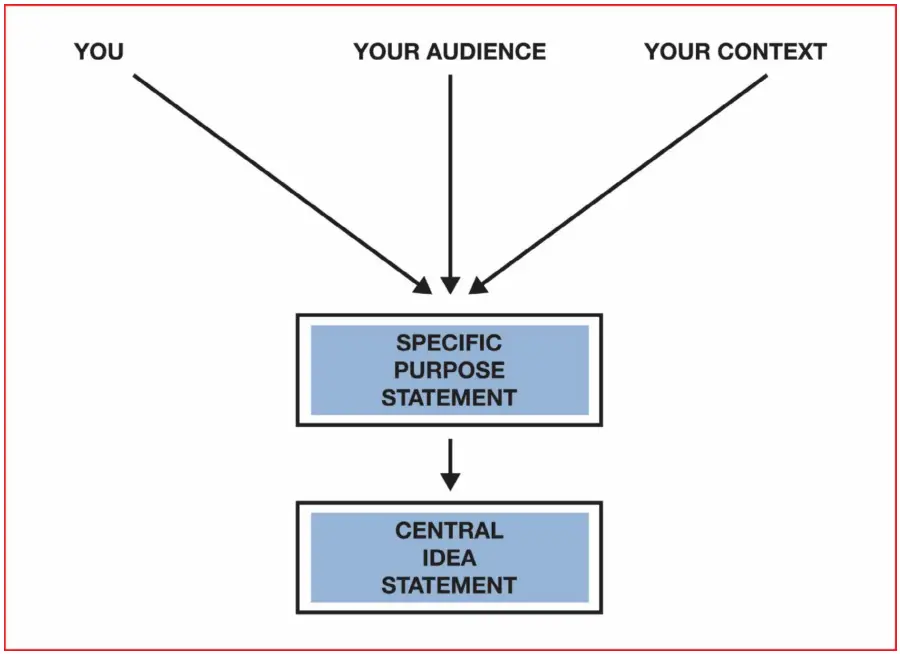 YOU
YOUR AUDIENCE
YOUR CONTEXT
SPECIFIC
PURPOSE
STATEMENT
CENTRAL
IDEA
STATEMENT